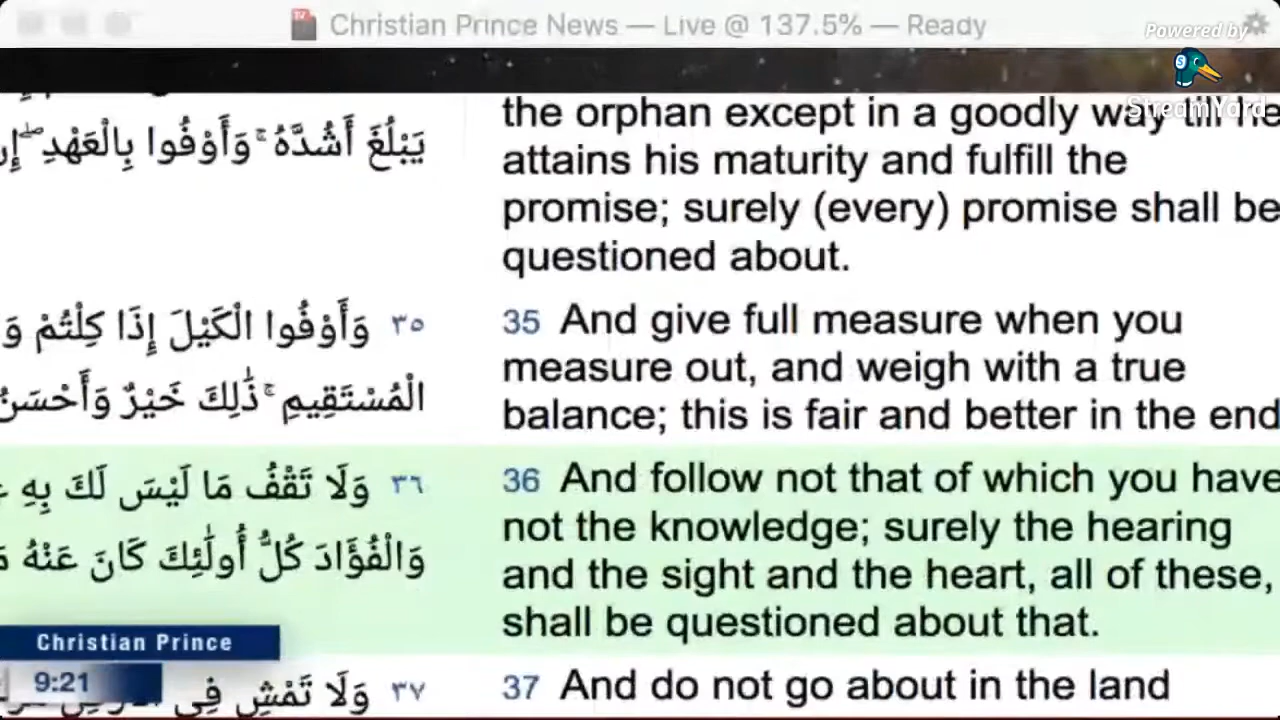 Christian Prince News — Live @ 137.5% — Ready
Powered by
StreamYard
the orphan except in a goodly way till he
attains his maturity and fulfill the
promise; surely (every) promise shall be
questioned about.
يَبْلُغَ أَشُدَّهُ ۚ وَأَوْفُوا بِالْعَهْدِ ۖ
35 And give full measure when you
measure out, and weigh with a true
balance; this is fair and better in the end
٣٥ وَأَوْفُوا الْكَيْلَ إِذَا كِلْتُمْ وَ
الْمُسْتَقِيمِ ۚ ذَٰلِكَ خَيْرٌ وَأَحْسَنُ
36 And follow not that of which you have
not the knowledge; surely the hearing
and the sight and the heart, all of these,
shall be questioned about that.
٣٦ وَلَا تَقْفُ مَا لَيْسَ لَكَ بِهِ
وَالْفُؤَادَ كُلُّ أُولَٰئِكَ كَانَ عَنْهُ
37 And do not go about in the land
٣٧ وَلَا تَمْشِ فِي
Christian Prince
9:21